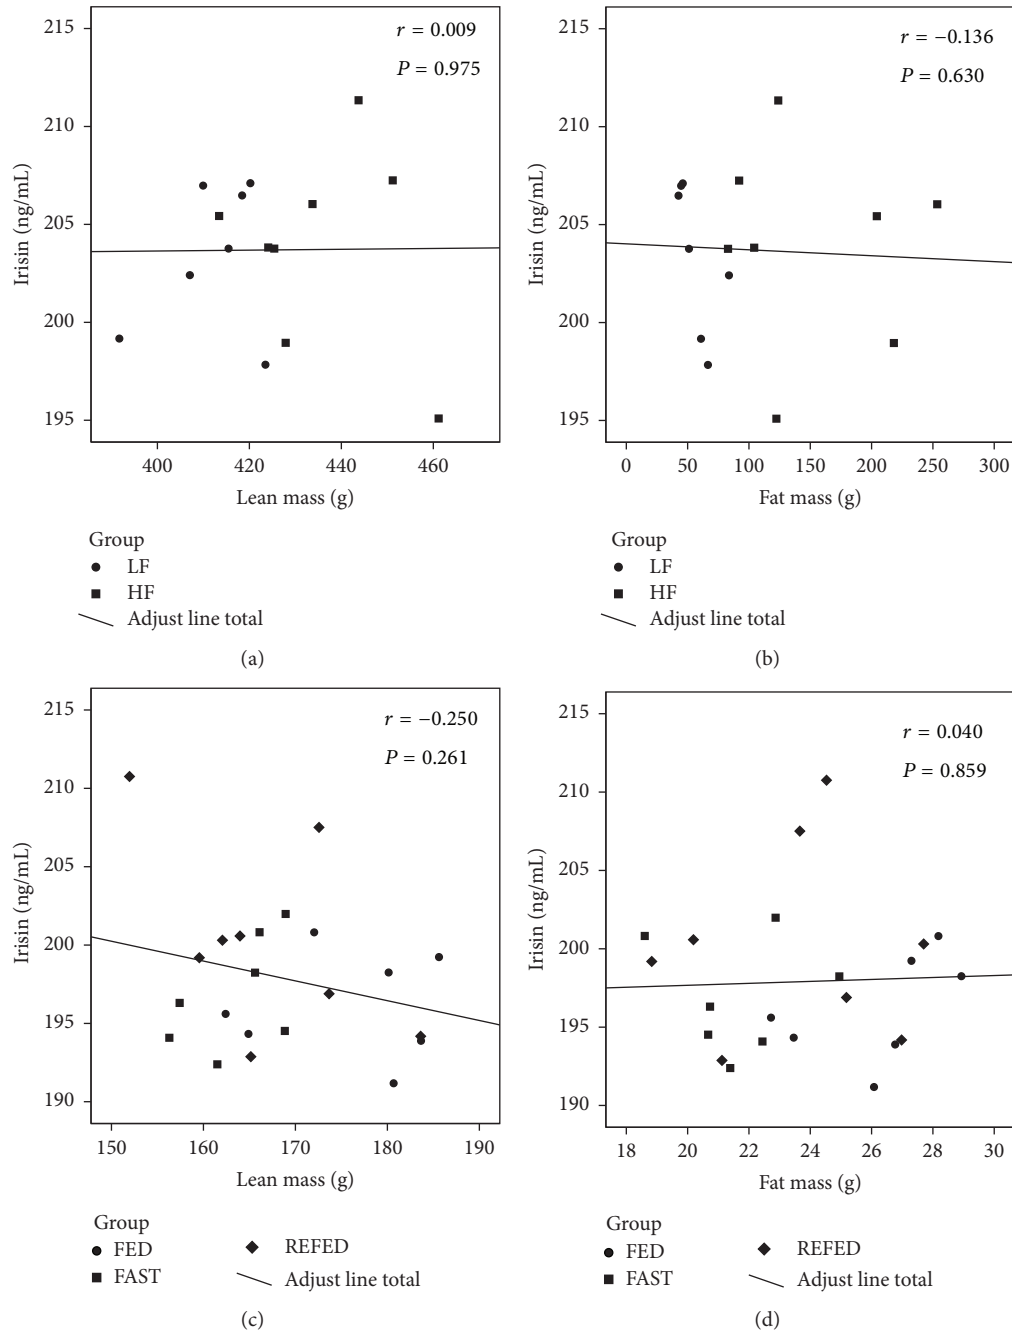 215
210
205
200
195
Irisin (ng/mL)
r = 0.009
P = 0.975
400 420 440 460
Lean mass (g)
Group
LF
HF
Adjust line total
(a)
215
210
205
200
195
Irisin (ng/mL)
r = −0.136
P = 0.630
0 50 100 150 200 250 300
Fat mass (g)
Group
LF
HF
Adjust line total
(b)
215
210
205
200
195
190
Irisin (ng/mL)
r = −0.250
P = 0.261
150 160 170 180 190
Lean mass (g)
Group
FED
FAST
REFED
Adjust line total
(c)
215
210
205
200
195
190
Irisin (ng/mL)
r = 0.040
P = 0.859
18 20 22 24 26 28 30
Fat mass (g)
Group
FED
FAST
REFED
Adjust line total
(d)